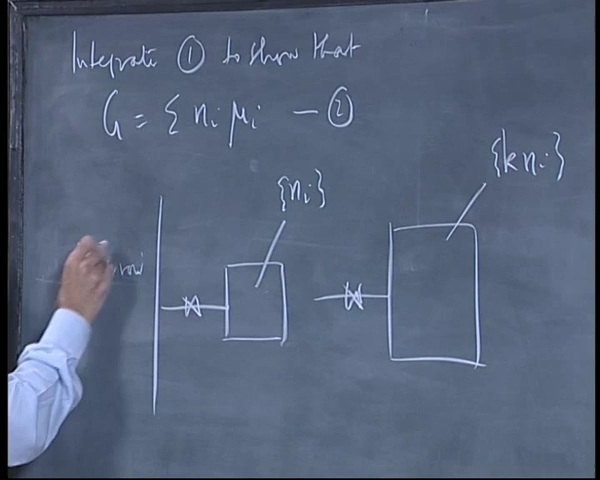 Integrate ① to show that
G = Σ nᵢ μᵢ — ②
{k nᵢ}
{nᵢ}